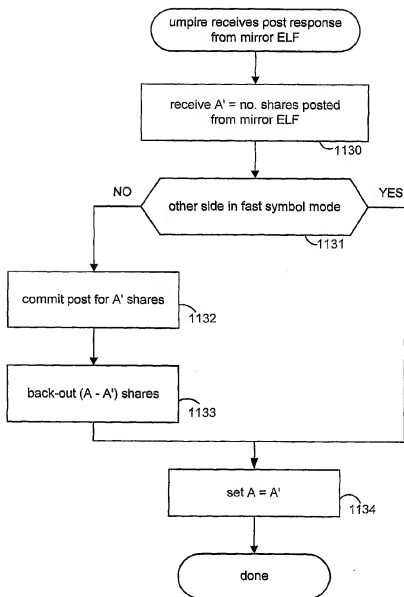 umpire receives post response
from mirror ELF
receive A' = no. shares posted
from mirror ELF
1130
NO
other side in fast symbol mode
YES
1131
commit post for A' shares
1132
back-out (A - A') shares
1133
set A = A'
1134
done